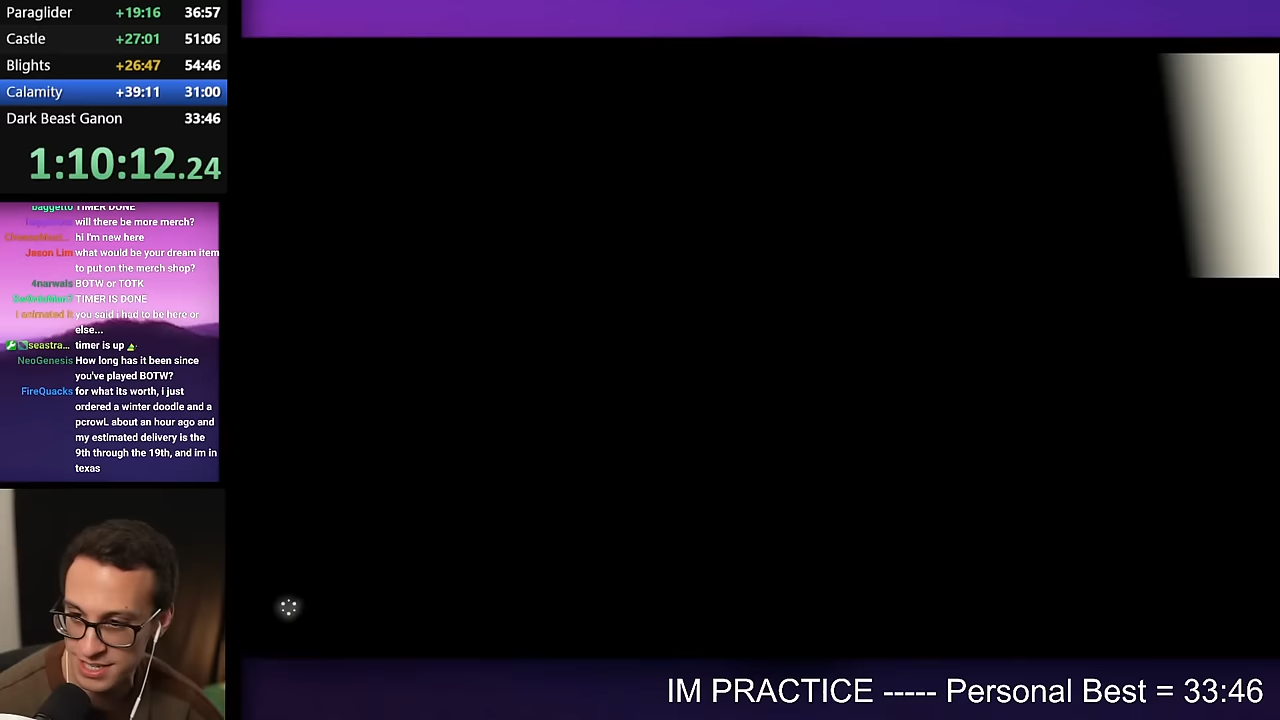 Paraglider +19:16 36:57
Castle +27:01 51:06
Blights +26:47 54:46
Calamity +39:11 31:00
Dark Beast Ganon 33:46
1:10:12.24
baggetto TIMER DONE
will there be more merch?
hI I'm new here
Jason Lim what would be your dream item
to put on the merch shop?
4narwals BOTW or TOTK
TIMER IS DONE
i animated it you said i had to be here or
else...
seastra... timer is up
NeoGenesis How long has it been since
you've played BOTW?
FireQuacks for what its worth, i just
ordered a winter doodle and a
pcrowL about an hour ago and
my estimated delivery is the
9th through the 19th, and im in
texas
IM PRACTICE ----- Personal Best = 33:46